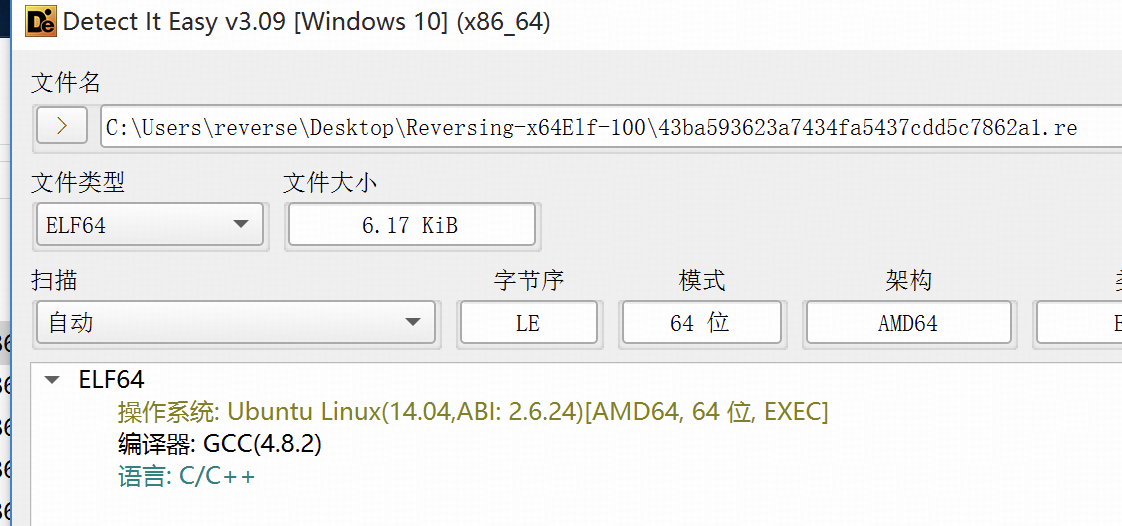 Detect It Easy v3.09 [Windows 10] (x86_64)
文件名
C:\Users\reverse\Desktop\Reversing-x64Elf-100\43ba593623a7434fa5437cdd5c7862a1.re
文件类型 文件大小
ELF64 6.17 KiB
扫描 字节序 模式 架构
自动 LE 64 位 AMD64
ELF64
操作系统: Ubuntu Linux(14.04,ABI: 2.6.24)[AMD64, 64 位, EXEC]
编译器: GCC(4.8.2)
语言: C/C++